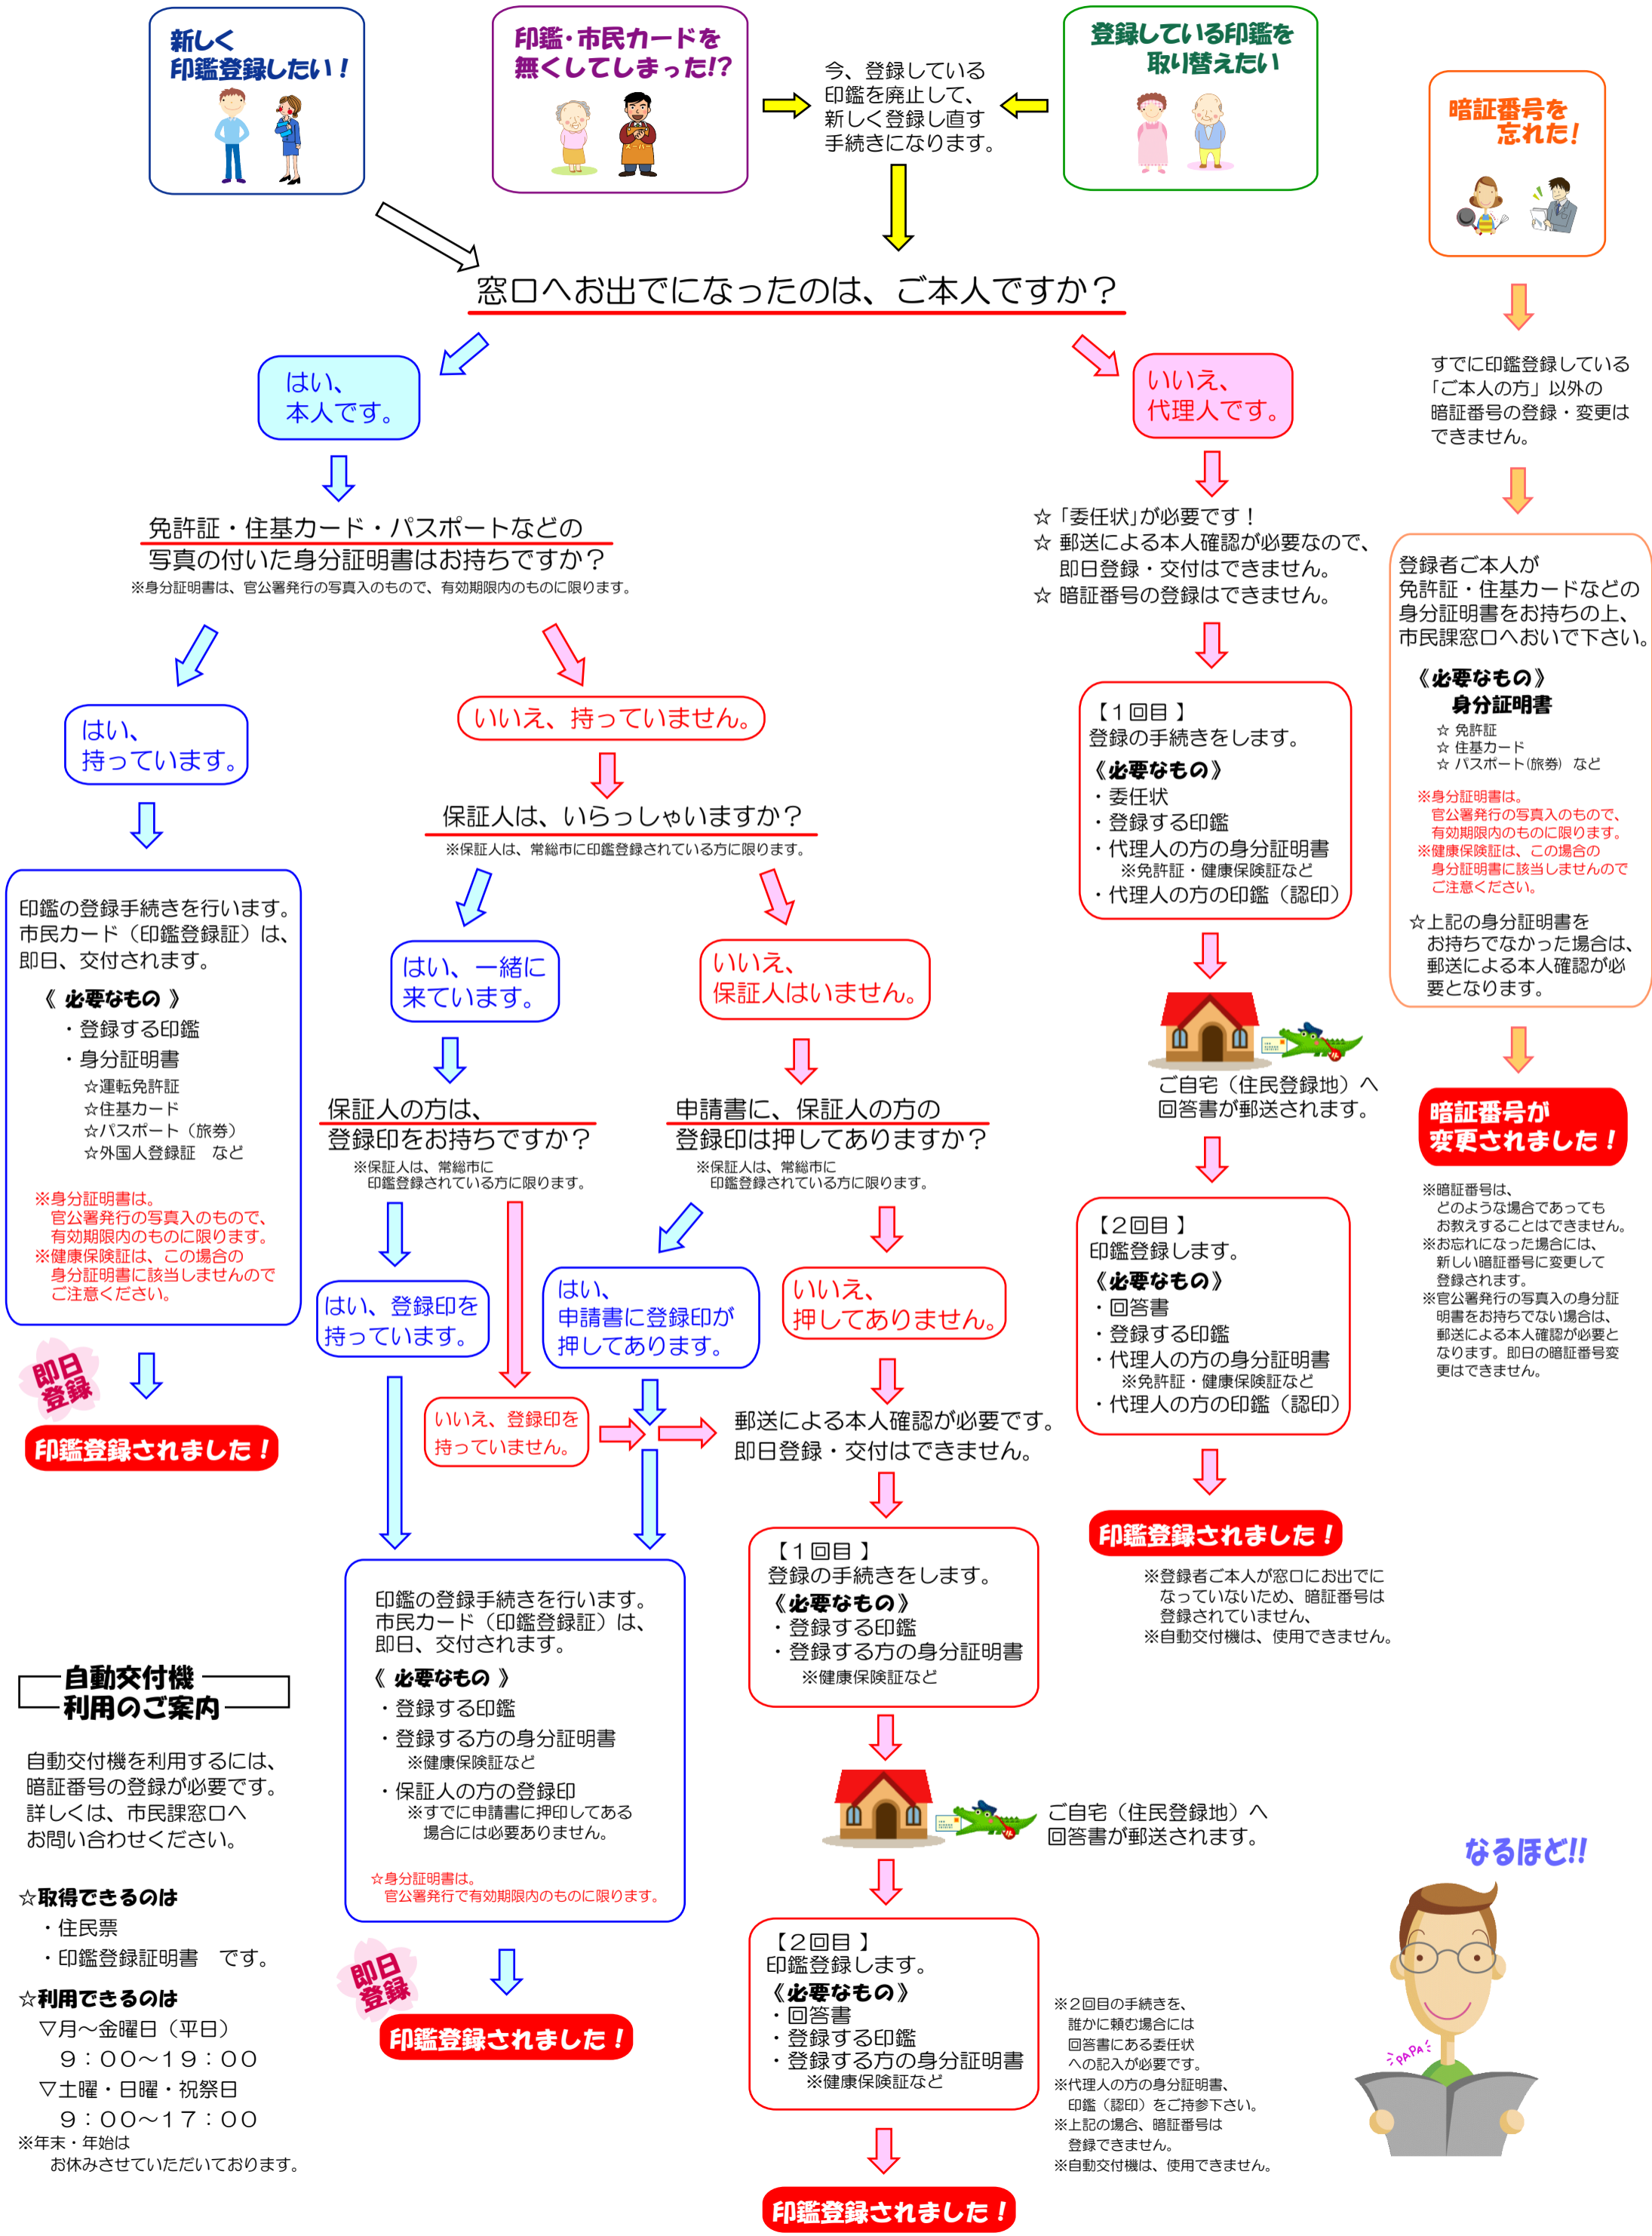 新しく
印鑑登録したい！
印鑑・市民カードを
無くしてしまった!?
今、登録している
印鑑を廃止して、
新しく登録し直す
手続きになります。
登録している印鑑を
取り替えたい
暗証番号を
忘れた！
窓口へお出でになったのは、ご本人ですか？
はい、
本人です。
いいえ、
代理人です。
すでに印鑑登録している
「ご本人の方」以外の
暗証番号の登録・変更は
できません。
免許証・住基カード・パスポートなどの
写真の付いた身分証明書はお持ちですか？
※身分証明書は、官公署発行の写真入のもので、有効期限内のものに限ります。
☆「委任状」が必要です！
☆ 郵送による本人確認が必要なので、
即日登録・交付はできません。
☆ 暗証番号の登録はできません。
登録者ご本人が
免許証・住基カードなどの
身分証明書をお持ちの上、
市民課窓口へおいで下さい。
《必要なもの》
身分証明書
☆ 免許証
☆ 住基カード
☆ パスポート(旅券) など
※身分証明書は。
官公署発行の写真入のもので、
有効期限内のものに限ります。
※健康保険証は、この場合の
身分証明書に該当しませんので
ご注意ください。
☆上記の身分証明書を
お持ちでなかった場合は、
郵送による本人確認が必
要となります。
はい、
持っています。
いいえ、持っていません。
保証人は、いらっしゃいますか？
※保証人は、常総市に印鑑登録されている方に限ります。
【１回目】
登録の手続きをします。
《必要なもの》
・委任状
・登録する印鑑
・代理人の方の身分証明書
※免許証・健康保険証など
・代理人の方の印鑑（認印）
印鑑の登録手続きを行います。
市民カード（印鑑登録証）は、
即日、交付されます。
《 必要なもの 》
・登録する印鑑
・身分証明書
☆運転免許証
☆住基カード
☆パスポート（旅券）
☆外国人登録証　など
※身分証明書は。
官公署発行の写真入のもので、
有効期限内のものに限ります。
※健康保険証は、この場合の
身分証明書に該当しませんので
ご注意ください。
はい、一緒に
来ています。
いいえ、
保証人はいません。
保証人の方は、
登録印をお持ちですか？
※保証人は、常総市に
印鑑登録されている方に限ります。
申請書に、保証人の方の
登録印は押してありますか？
※保証人は、常総市に
印鑑登録されている方に限ります。
ご自宅（住民登録地）へ
回答書が郵送されます。
暗証番号が
変更されました！
※暗証番号は、
どのような場合であっても
お教えすることはできません。
※お忘れになった場合には、
新しい暗証番号に変更して
登録されます。
※官公署発行の写真入の身分証
明書をお持ちでない場合は、
郵送による本人確認が必要と
なります。即日の暗証番号変
更はできません。
はい、登録印を
持っています。
はい、
申請書に登録印が
押してあります。
いいえ、
押してありません。
【２回目】
印鑑登録します。
《必要なもの》
・回答書
・登録する印鑑
・代理人の方の身分証明書
※免許証・健康保険証など
・代理人の方の印鑑（認印）
即日
登録
印鑑登録されました！
いいえ、登録印を
持っていません。
郵送による本人確認が必要です。
即日登録・交付はできません。
印鑑登録されました！
※登録者ご本人が窓口にお出でに
なっていないため、暗証番号は
登録されていません、
※自動交付機は、使用できません。
印鑑の登録手続きを行います。
市民カード（印鑑登録証）は、
即日、交付されます。
《 必要なもの 》
・登録する印鑑
・登録する方の身分証明書
※健康保険証など
・保証人の方の登録印
※すでに申請書に押印してある
場合には必要ありません。
☆身分証明書は。
官公署発行で有効期限内のものに限ります。
【１回目】
登録の手続きをします。
《必要なもの》
・登録する印鑑
・登録する方の身分証明書
※健康保険証など
ご自宅（住民登録地）へ
回答書が郵送されます。
自動交付機
利用のご案内
自動交付機を利用するには、
暗証番号の登録が必要です。
詳しくは、市民課窓口へ
お問い合わせください。
☆取得できるのは
・住民票
・印鑑登録証明書　です。
☆利用できるのは
▽月～金曜日（平日）
９：００～１９：００
▽土曜・日曜・祝祭日
９：００～１７：００
※年末・年始は
お休みさせていただいております。
即日
登録
印鑑登録されました！
【２回目】
印鑑登録します。
《必要なもの》
・回答書
・登録する印鑑
・登録する方の身分証明書
※健康保険証など
※２回目の手続きを、
誰かに頼む場合には
回答書にある委任状
への記入が必要です。
※代理人の方の身分証明書、
印鑑（認印）をご持参下さい。
※上記の場合、暗証番号は
登録できません。
※自動交付機は、使用できません。
印鑑登録されました！
なるほど!!
PAPA